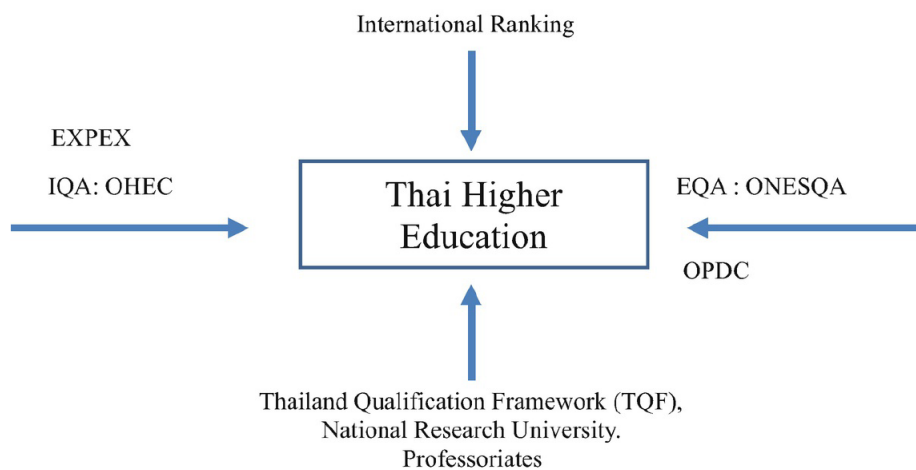 International Ranking
EXPEX
IQA: OHEC
Thai Higher
Education
EQA : ONESQA
OPDC
Thailand Qualification Framework (TQF),
National Research University.
Professoriates